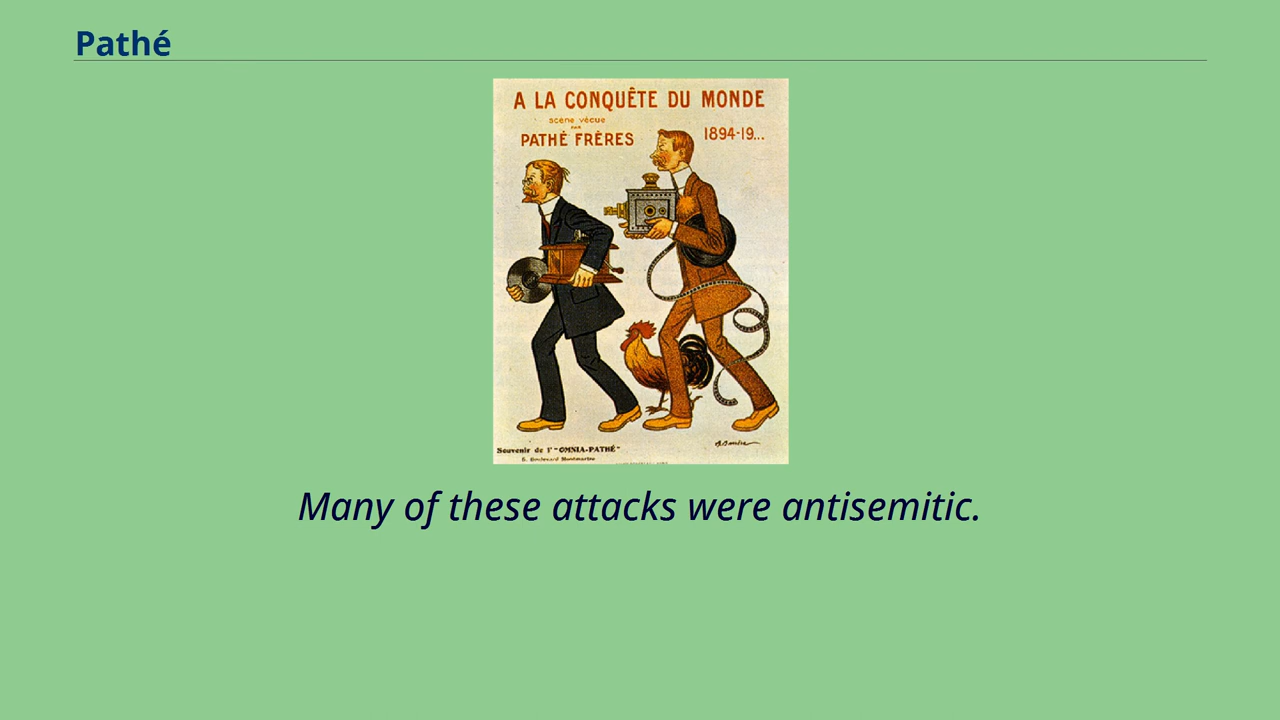 Pathé
A LA CONQUÊTE DU MONDE
scène vécue
PAR
PATHÉ FRÈRES
1894-19...
Souvenir de l' "OMNIA-PATHÉ"
5. Boulevard Montmartre
Many of these attacks were antisemitic.